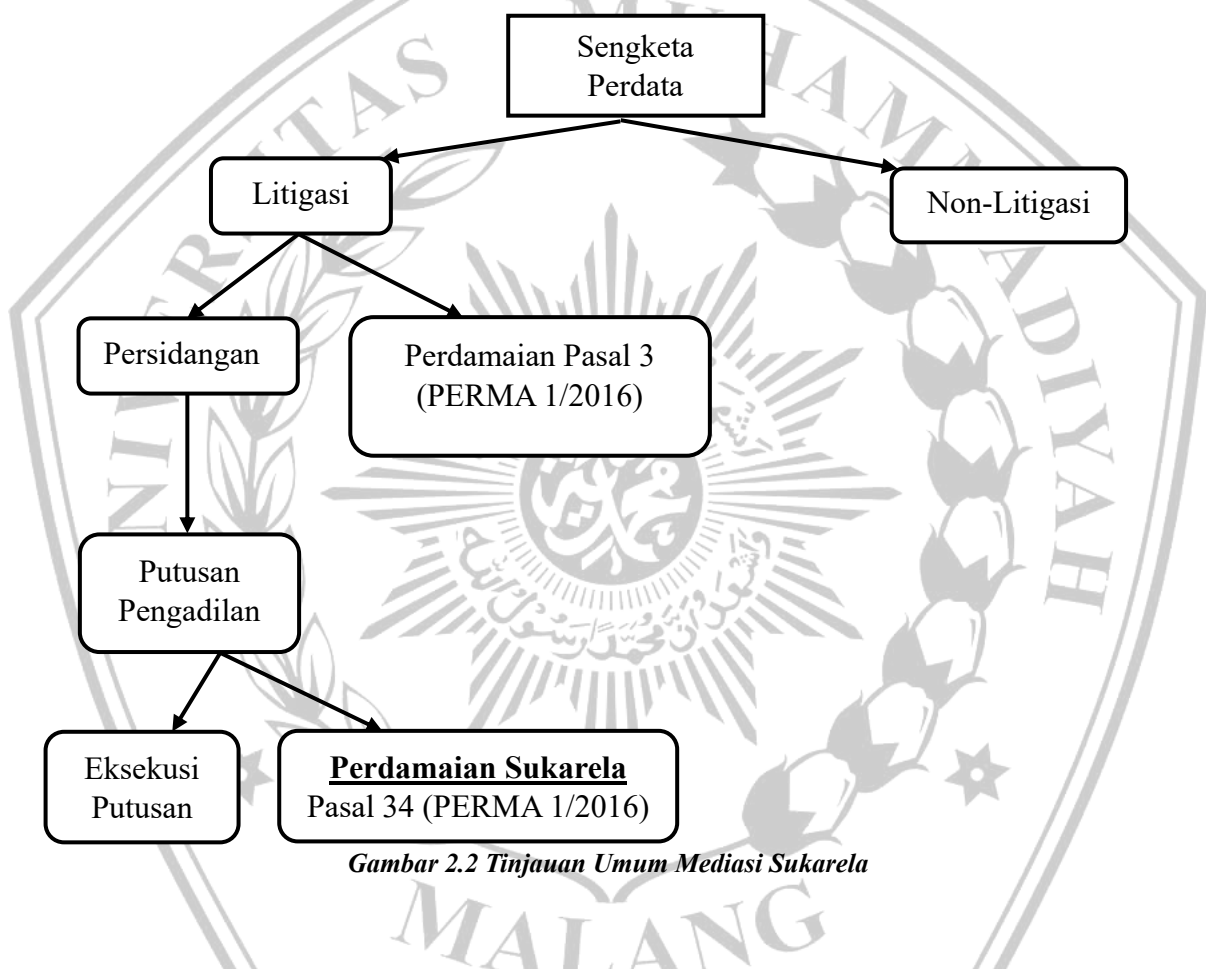 Sengketa
Perdata
Litigasi
Non-Litigasi
Persidangan
Perdamaian Pasal 3
(PERMA 1/2016)
Putusan
Pengadilan
Eksekusi
Putusan
Perdamaian Sukarela
Pasal 34 (PERMA 1/2016)
Gambar 2.2 Tinjauan Umum Mediasi Sukarela
MALANG